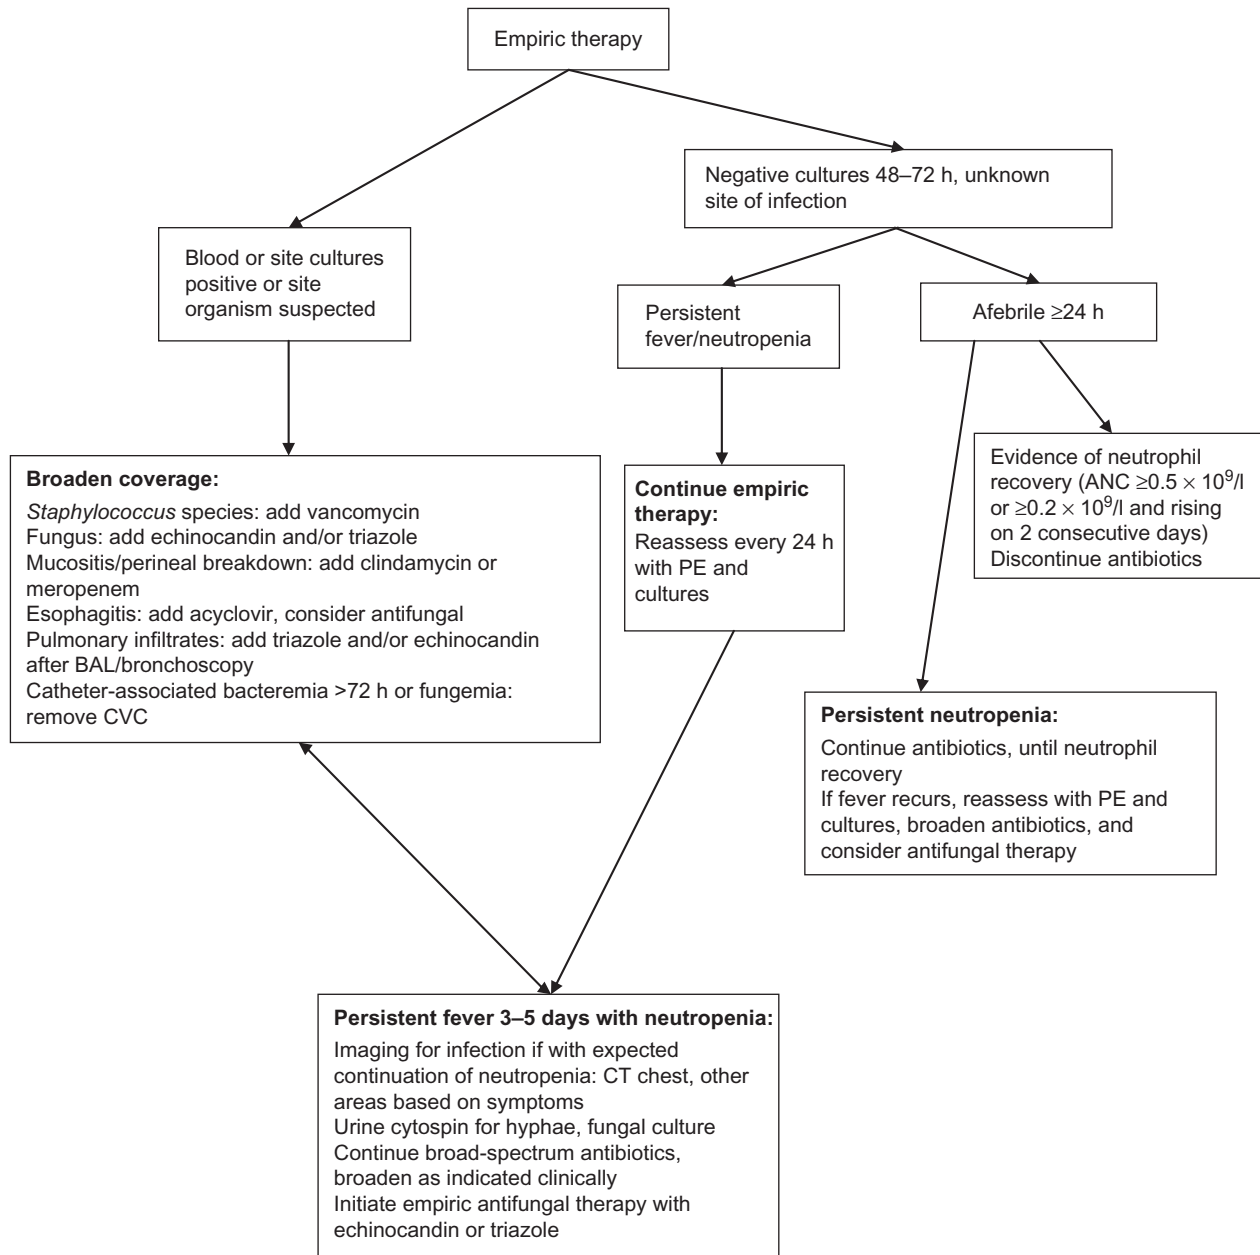 Empiric therapy
Negative cultures 48–72 h, unknown
site of infection
Blood or site cultures
positive or site
organism suspected
Persistent
fever/neutropenia
Afebrile ≥24 h
Broaden coverage:
Staphylococcus species: add vancomycin
Fungus: add echinocandin and/or triazole
Mucositis/perineal breakdown: add clindamycin or
meropenem
Esophagitis: add acyclovir, consider antifungal
Pulmonary infiltrates: add triazole and/or echinocandin
after BAL/bronchoscopy
Catheter-associated bacteremia >72 h or fungemia:
remove CVC
Continue empiric
therapy:
Reassess every 24 h
with PE and
cultures
Evidence of neutrophil
recovery (ANC ≥0.5 × 10⁹/l
or ≥0.2 × 10⁹/l and rising
on 2 consecutive days)
Discontinue antibiotics
Persistent neutropenia:
Continue antibiotics, until neutrophil
recovery
If fever recurs, reassess with PE and
cultures, broaden antibiotics, and
consider antifungal therapy
Persistent fever 3–5 days with neutropenia:
Imaging for infection if with expected
continuation of neutropenia: CT chest, other
areas based on symptoms
Urine cytospin for hyphae, fungal culture
Continue broad-spectrum antibiotics,
broaden as indicated clinically
Initiate empiric antifungal therapy with
echinocandin or triazole